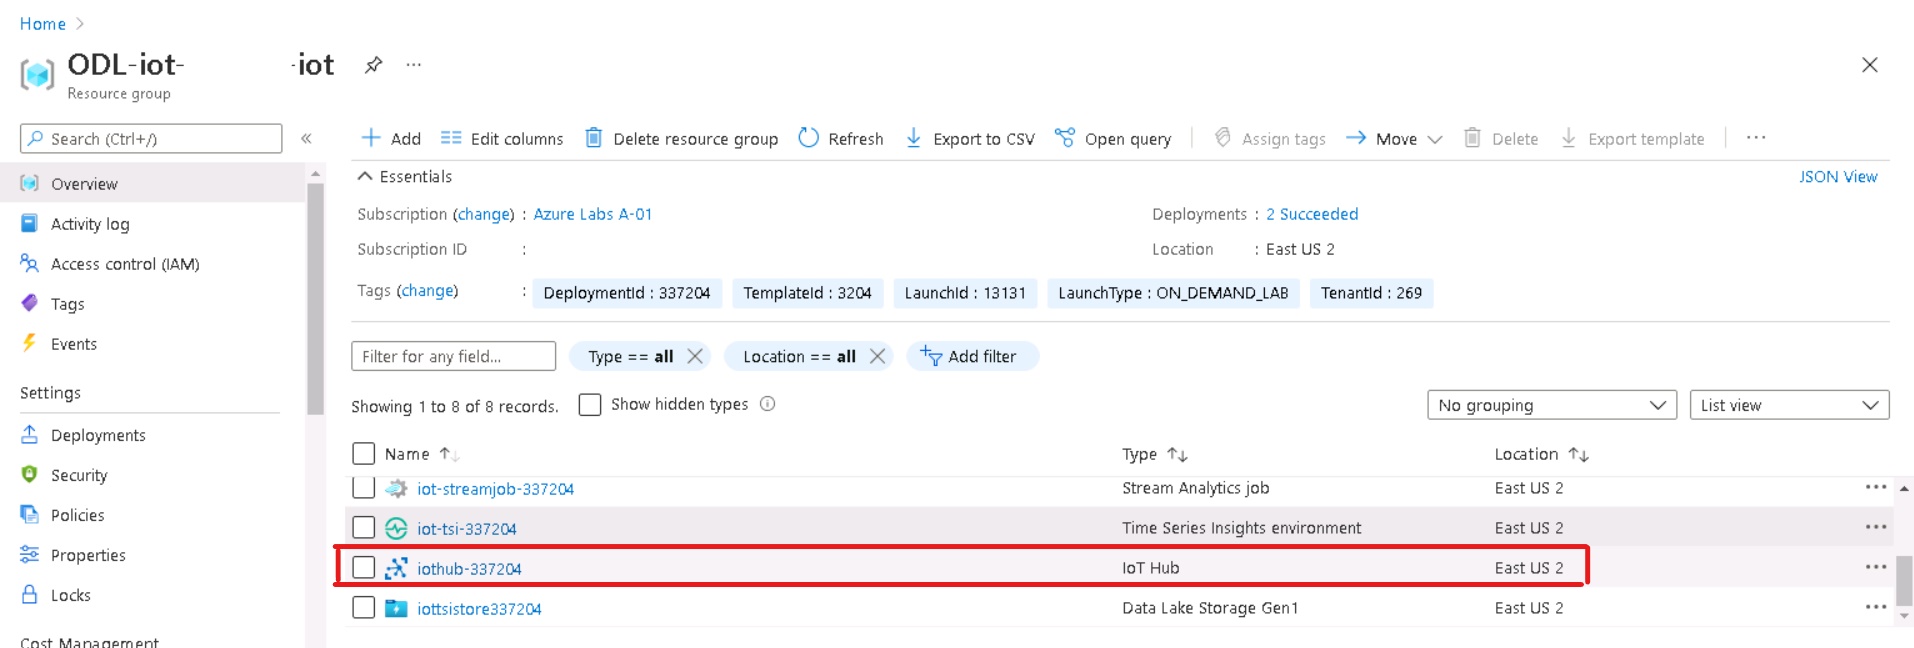 Home >
ODL-iot- -iot
Resource group
Search (Ctrl+/)
«
Overview
Activity log
Access control (IAM)
Tags
Events
Settings
Deployments
Security
Policies
Properties
Locks
Cost Management
Add Edit columns Delete resource group Refresh Export to CSV Open query Assign tags Move Delete Export template ...
Essentials JSON View
Subscription (change) : Azure Labs A-01 Deployments : 2 Succeeded
Subscription ID : Location : East US 2
Tags (change) : DeploymentId : 337204 TemplateId : 3204 LaunchId : 13131 LaunchType : ON_DEMAND_LAB TenantId : 269
Filter for any field... Type == all Location == all Add filter
Showing 1 to 8 of 8 records. Show hidden types No grouping List view
Name Type Location
iot-streamjob-337204 Stream Analytics job East US 2
iot-tsi-337204 Time Series Insights environment East US 2
iothub-337204 IoT Hub East US 2
iottsistore337204 Data Lake Storage Gen1 East US 2